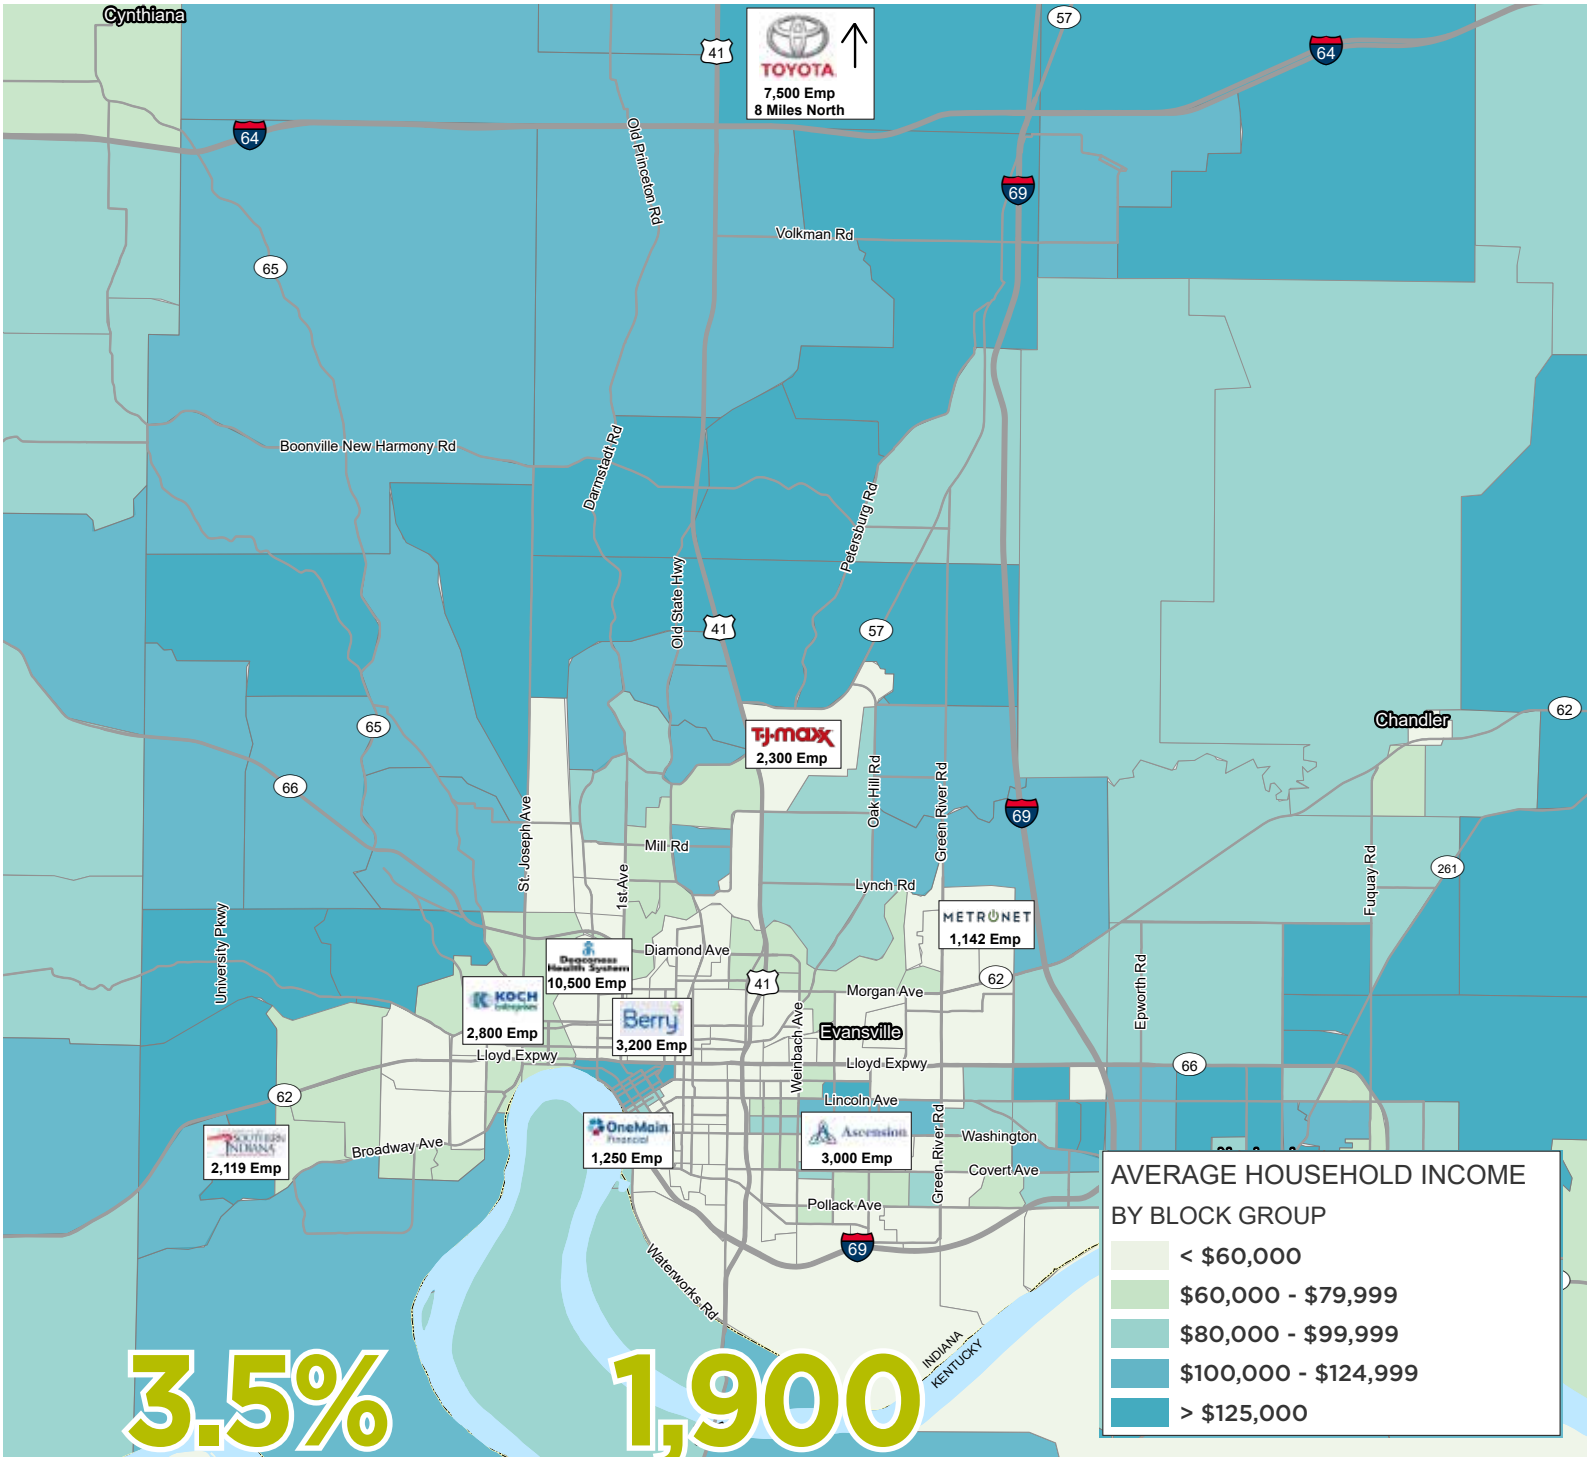 Cynthiana
41
TOYOTA
7,500 Emp
8 Miles North
57
64
64
Old Princeton Rd
69
Volkman Rd
65
Boonville New Harmony Rd
Darmstadt Rd
Petersburg Rd
Old State Hwy
41
57
62
Chandler
65
T·J·maxx
2,300 Emp
66
Oak Hill Rd
Green River Rd
69
St. Joseph Ave
Mill Rd
1st Ave
Lynch Rd
Fuquay Rd
261
University Pkwy
METRONET
1,142 Emp
Diamond Ave
Deaconess
Health System
10,500 Emp
62
41
Morgan Ave
Epworth Rd
KOCH
Enterprises
2,800 Emp
Berry
3,200 Emp
Weinbach Ave
Evansville
Lloyd Expwy
Lloyd Expwy
66
62
Lincoln Ave
SOUTHERN
INDIANA
2,119 Emp
Broadway Ave
OneMain
Financial
1,250 Emp
Ascension
3,000 Emp
Green River Rd
Washington
Covert Ave
Pollack Ave
69
Waterworks Rd
INDIANA
KENTUCKY
AVERAGE HOUSEHOLD INCOME
BY BLOCK GROUP
< $60,000
$60,000 - $79,999
$80,000 - $99,999
$100,000 - $124,999
> $125,000
3.5%
1,900